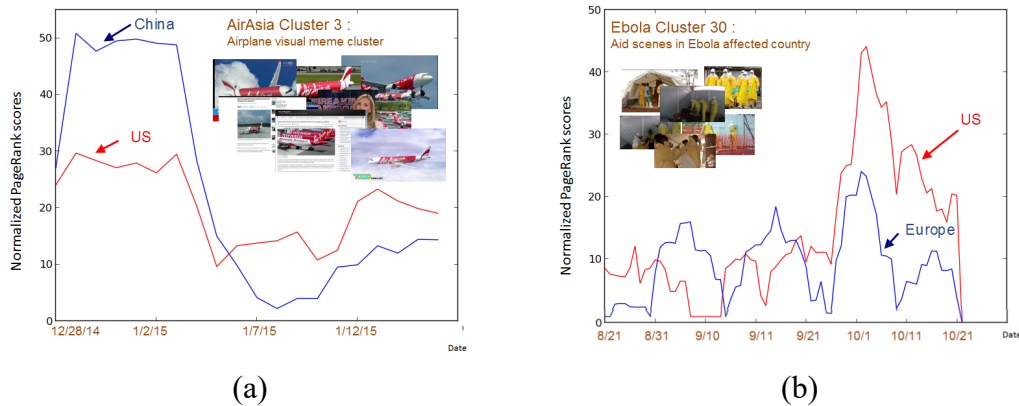 AirAsia Cluster 3 :
Airplane visual meme cluster
China
US
Normalized PageRank scores
50
40
30
20
10
0
12/28/14
1/2/15
1/7/15
1/12/15
Date
(a)
Ebola Cluster 30 :
Aid scenes in Ebola affected country
US
Europe
Normalized PageRank scores
50
40
30
20
10
0
8/21
8/31
9/10
9/11
9/21
10/1
10/11
10/21
Date
(b)